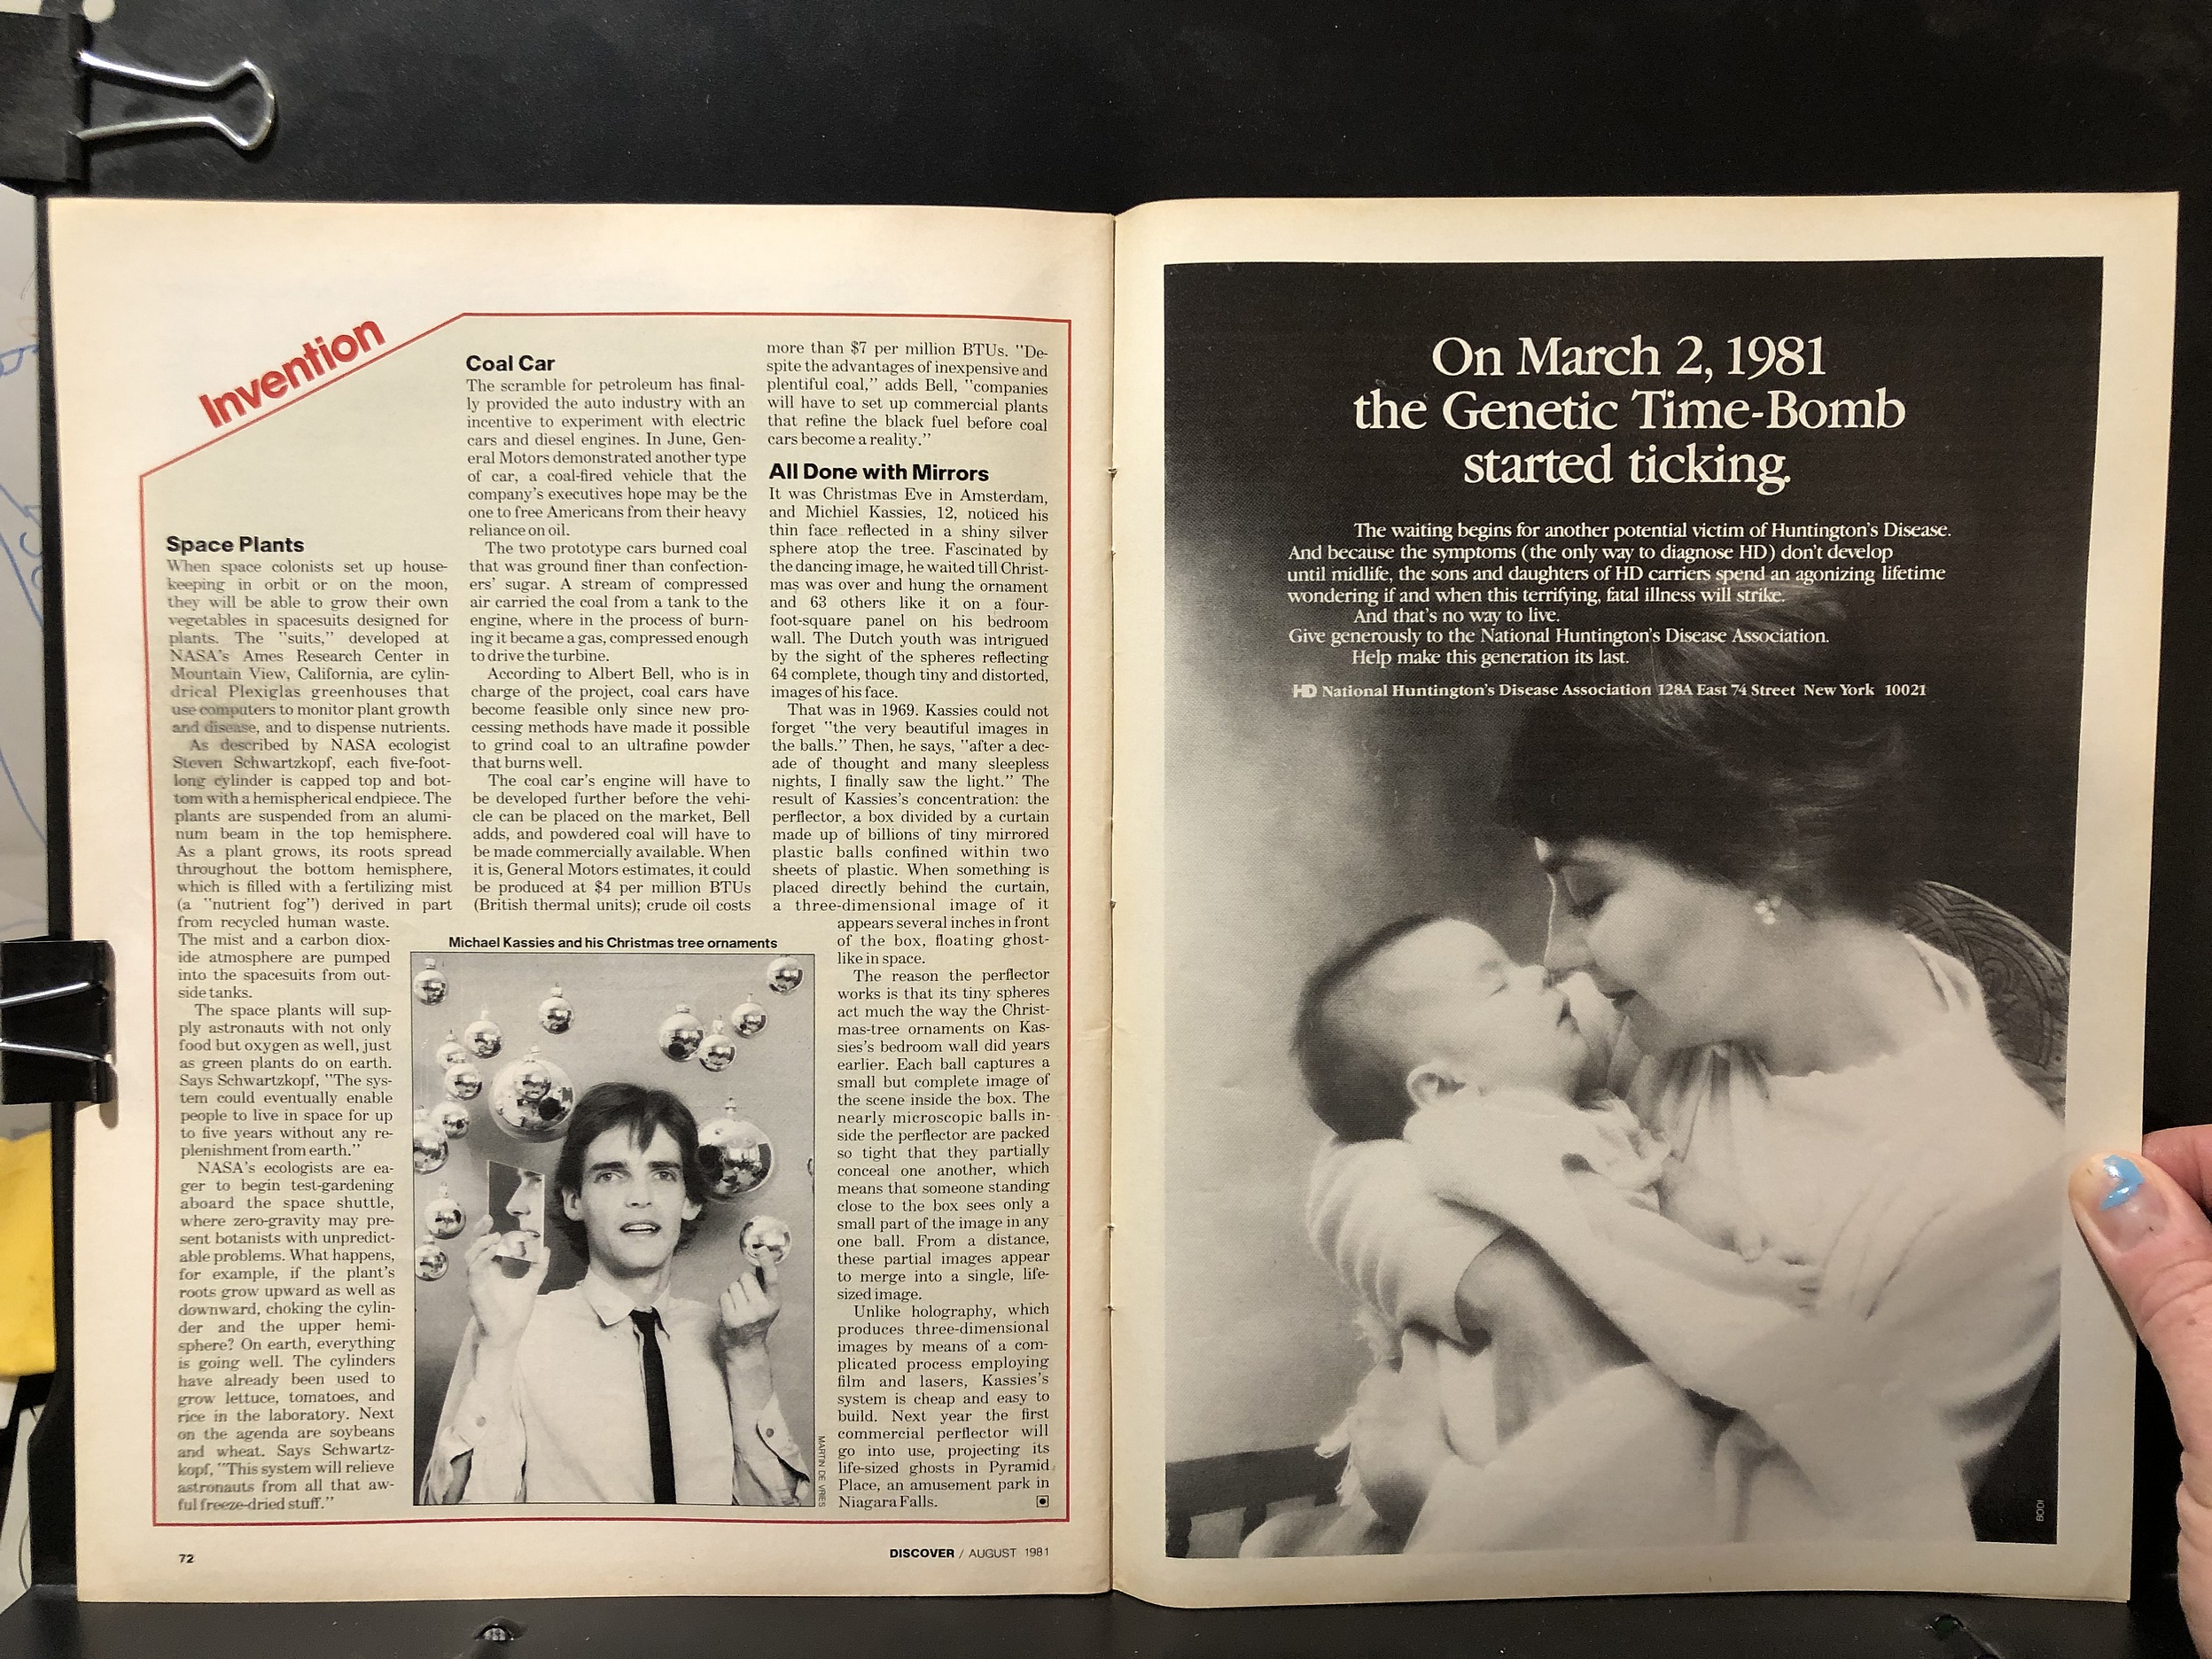 Invention
Space Plants
When space colonists set up house-
keeping in orbit or on the moon,
they will be able to grow their own
vegetables in spacesuits designed for
plants. The "suits," developed at
NASA's Ames Research Center in
Mountain View, California, are cylin-
drical Plexiglas greenhouses that
use computers to monitor plant growth
and disease, and to dispense nutrients.
As described by NASA ecologist
Steven Schwartzkopf, each five-foot-
long cylinder is capped top and bot-
tom with a hemispherical endpiece. The
plants are suspended from an alumi-
num beam in the top hemisphere.
As a plant grows, its roots spread
throughout the bottom hemisphere,
which is filled with a fertilizing mist
(a "nutrient fog") derived in part
from recycled human waste.
The mist and a carbon diox-
ide atmosphere are pumped
into the spacesuits from out-
side tanks.
The space plants will sup-
ply astronauts with not only
food but oxygen as well, just
as green plants do on earth.
Says Schwartzkopf, "The sys-
tem could eventually enable
people to live in space for up
to five years without any re-
plenishment from earth."
NASA's ecologists are ea-
ger to begin test-gardening
aboard the space shuttle,
where zero-gravity may pre-
sent botanists with unpredict-
able problems. What happens,
for example, if the plant's
roots grow upward as well as
downward, choking the cylin-
der and the upper hemi-
sphere? On earth, everything
is going well. The cylinders
have already been used to
grow lettuce, tomatoes, and
rice in the laboratory. Next
on the agenda are soybeans
and wheat. Says Schwartz-
kopf, "This system will relieve
astronauts from all that aw-
ful freeze-dried stuff."
Coal Car
The scramble for petroleum has final-
ly provided the auto industry with an
incentive to experiment with electric
cars and diesel engines. In June, Gen-
eral Motors demonstrated another type
of car, a coal-fired vehicle that the
company's executives hope may be the
one to free Americans from their heavy
reliance on oil.
The two prototype cars burned coal
that was ground finer than confection-
ers' sugar. A stream of compressed
air carried the coal from a tank to the
engine, where in the process of burn-
ing it became a gas, compressed enough
to drive the turbine.
According to Albert Bell, who is in
charge of the project, coal cars have
become feasible only since new pro-
cessing methods have made it possible
to grind coal to an ultrafine powder
that burns well.
The coal car's engine will have to
be developed further before the vehi-
cle can be placed on the market, Bell
adds, and powdered coal will have to
be made commercially available. When
it is, General Motors estimates, it could
be produced at $4 per million BTUs
(British thermal units); crude oil costs
more than $7 per million BTUs. "De-
spite the advantages of inexpensive and
plentiful coal," adds Bell, "companies
will have to set up commercial plants
that refine the black fuel before coal
cars become a reality."
All Done with Mirrors
It was Christmas Eve in Amsterdam,
and Michiel Kassies, 12, noticed his
thin face reflected in a shiny silver
sphere atop the tree. Fascinated by
the dancing image, he waited till Christ-
mas was over and hung the ornament
and 63 others like it on a four-
foot-square panel on his bedroom
wall. The Dutch youth was intrigued
by the sight of the spheres reflecting
64 complete, though tiny and distorted,
images of his face.
That was in 1969. Kassies could not
forget "the very beautiful images in
the balls." Then, he says, "after a dec-
ade of thought and many sleepless
nights, I finally saw the light." The
result of Kassies's concentration: the
perflector, a box divided by a curtain
made up of billions of tiny mirrored
plastic balls confined within two
sheets of plastic. When something is
placed directly behind the curtain,
a three-dimensional image of it
appears several inches in front
of the box, floating ghost-
like in space.
The reason the perflector
works is that its tiny spheres
act much the way the Christ-
mas-tree ornaments on Kas-
sies's bedroom wall did years
earlier. Each ball captures a
small but complete image of
the scene inside the box. The
nearly microscopic balls in-
side the perflector are packed
so tight that they partially
conceal one another, which
means that someone standing
close to the box sees only a
small part of the image in any
one ball. From a distance,
these partial images appear
to merge into a single, life-
sized image.
Unlike holography, which
produces three-dimensional
images by means of a com-
plicated process employing
film and lasers, Kassies's
system is cheap and easy to
build. Next year the first
commercial perflector will
go into use, projecting its
life-sized ghosts in Pyramid
Place, an amusement park in
Niagara Falls.
Michael Kassies and his Christmas tree ornaments
MARTIN DE VRIES
72
DISCOVER / AUGUST 1981
On March 2, 1981
the Genetic Time-Bomb
started ticking.
The waiting begins for another potential victim of Huntington's Disease.
And because the symptoms (the only way to diagnose HD) don't develop
until midlife, the sons and daughters of HD carriers spend an agonizing lifetime
wondering if and when this terrifying, fatal illness will strike.
And that's no way to live.
Give generously to the National Huntington's Disease Association.
Help make this generation its last.
HD National Huntington's Disease Association 128A East 74 Street New York 10021
BODI